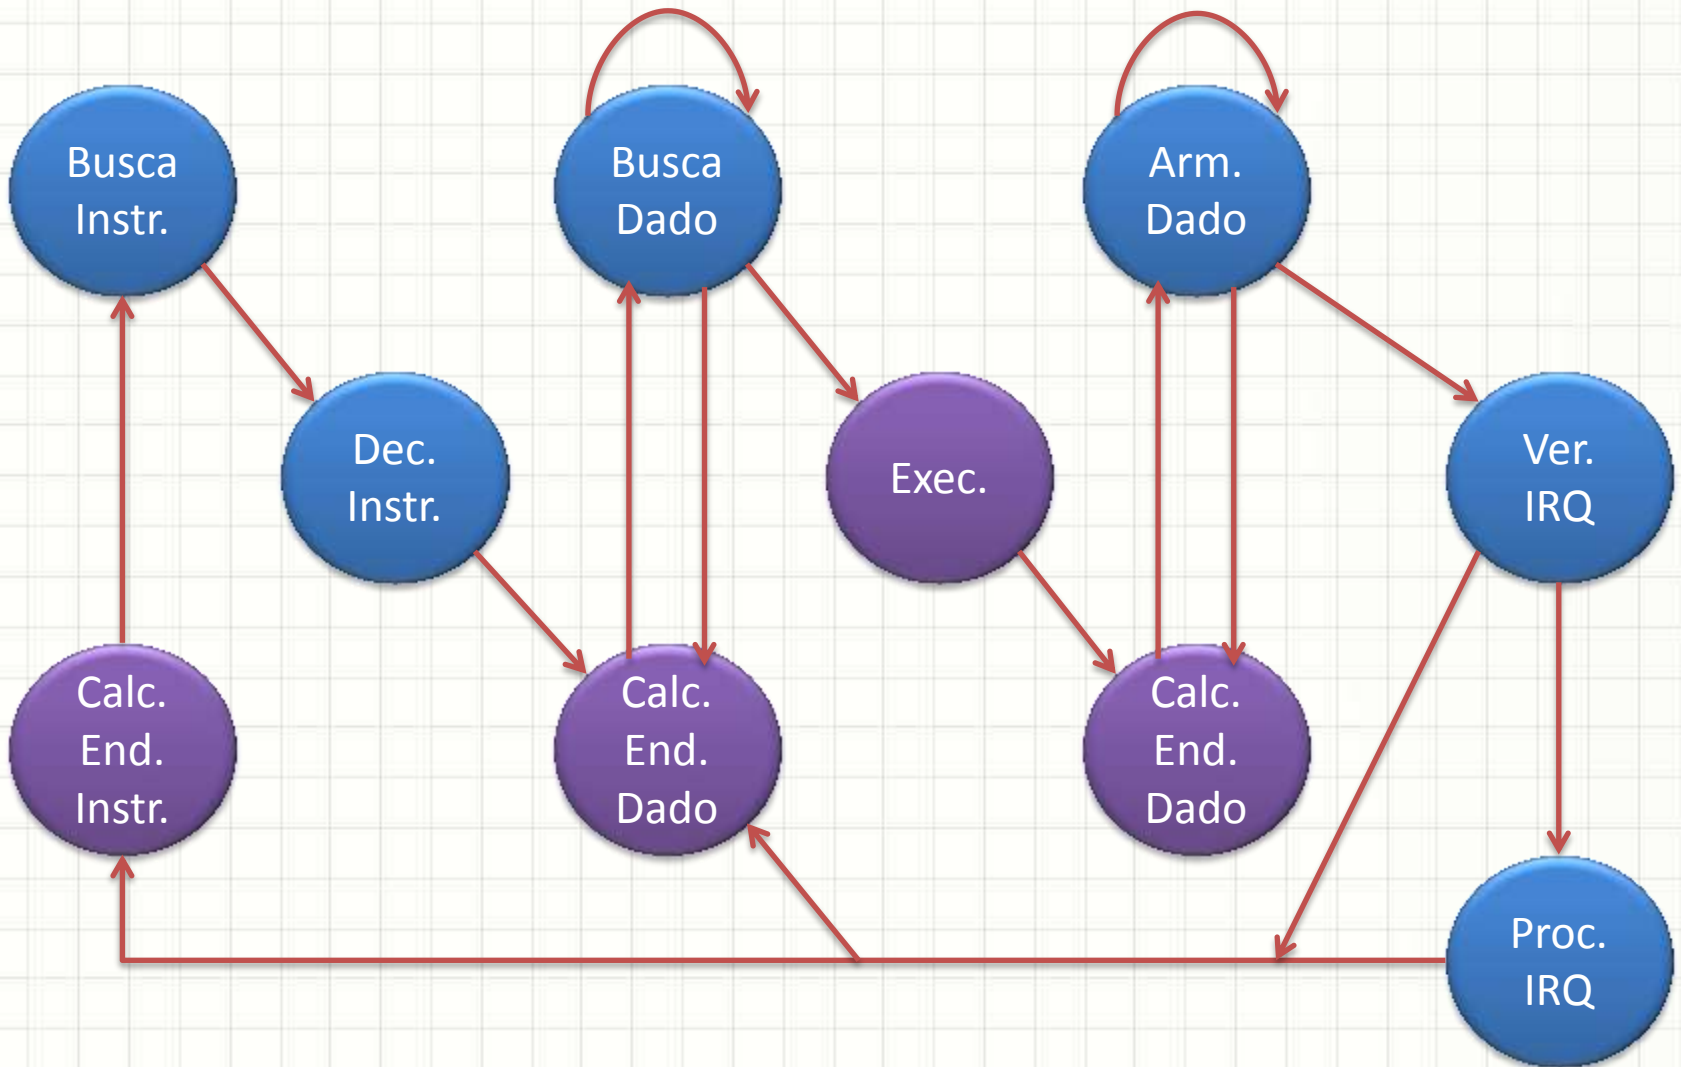 Busca
Instr.
Busca
Dado
Arm.
Dado
Dec.
Instr.
Exec.
Ver.
IRQ
Calc.
End.
Instr.
Calc.
End.
Dado
Calc.
End.
Dado
Proc.
IRQ